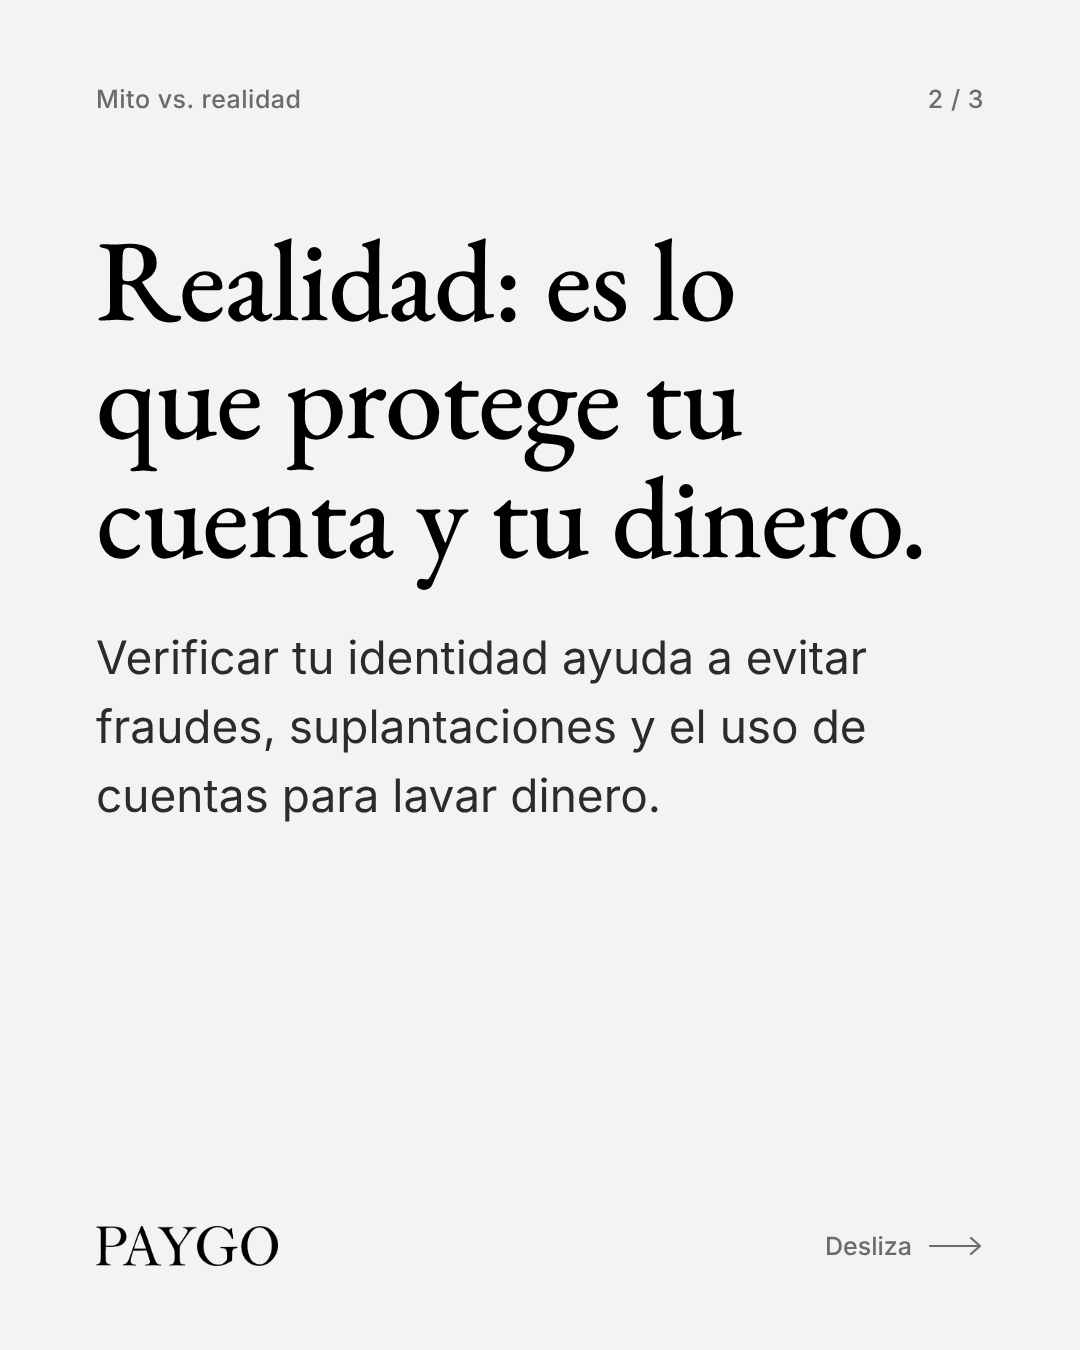 Mito vs. realidad
2 / 3
Realidad: es lo
que protege tu
cuenta y tu dinero.
Verificar tu identidad ayuda a evitar
fraudes, suplantaciones y el uso de
cuentas para lavar dinero.
PAYGO
Desliza